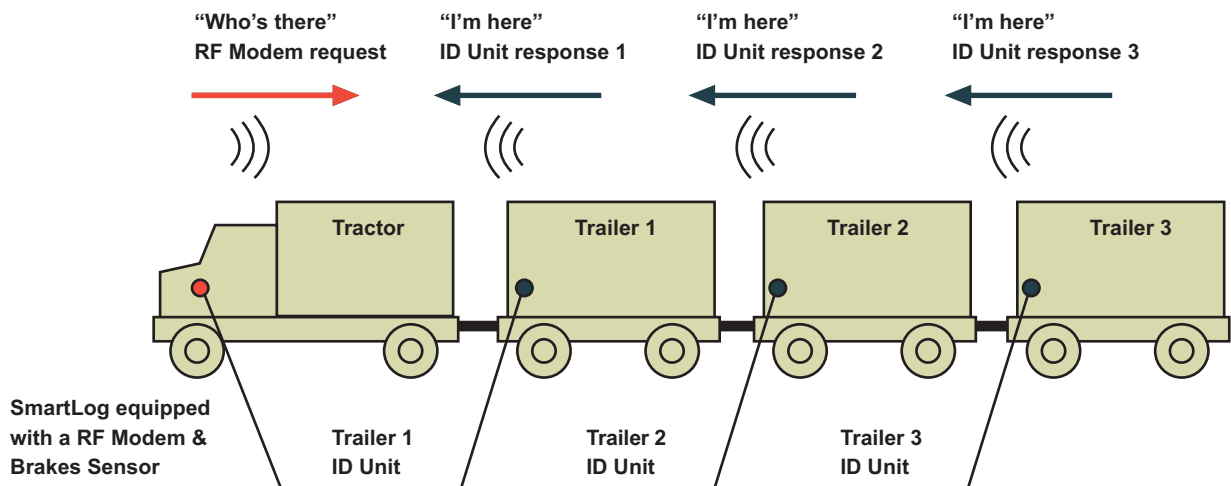 “Who’s there”
RF Modem request
“I’m here”
ID Unit response 1
“I’m here”
ID Unit response 2
“I’m here”
ID Unit response 3
Tractor
Trailer 1
Trailer 2
Trailer 3
SmartLog equipped
with a RF Modem &
Brakes Sensor
Trailer 1
ID Unit
Trailer 2
ID Unit
Trailer 3
ID Unit